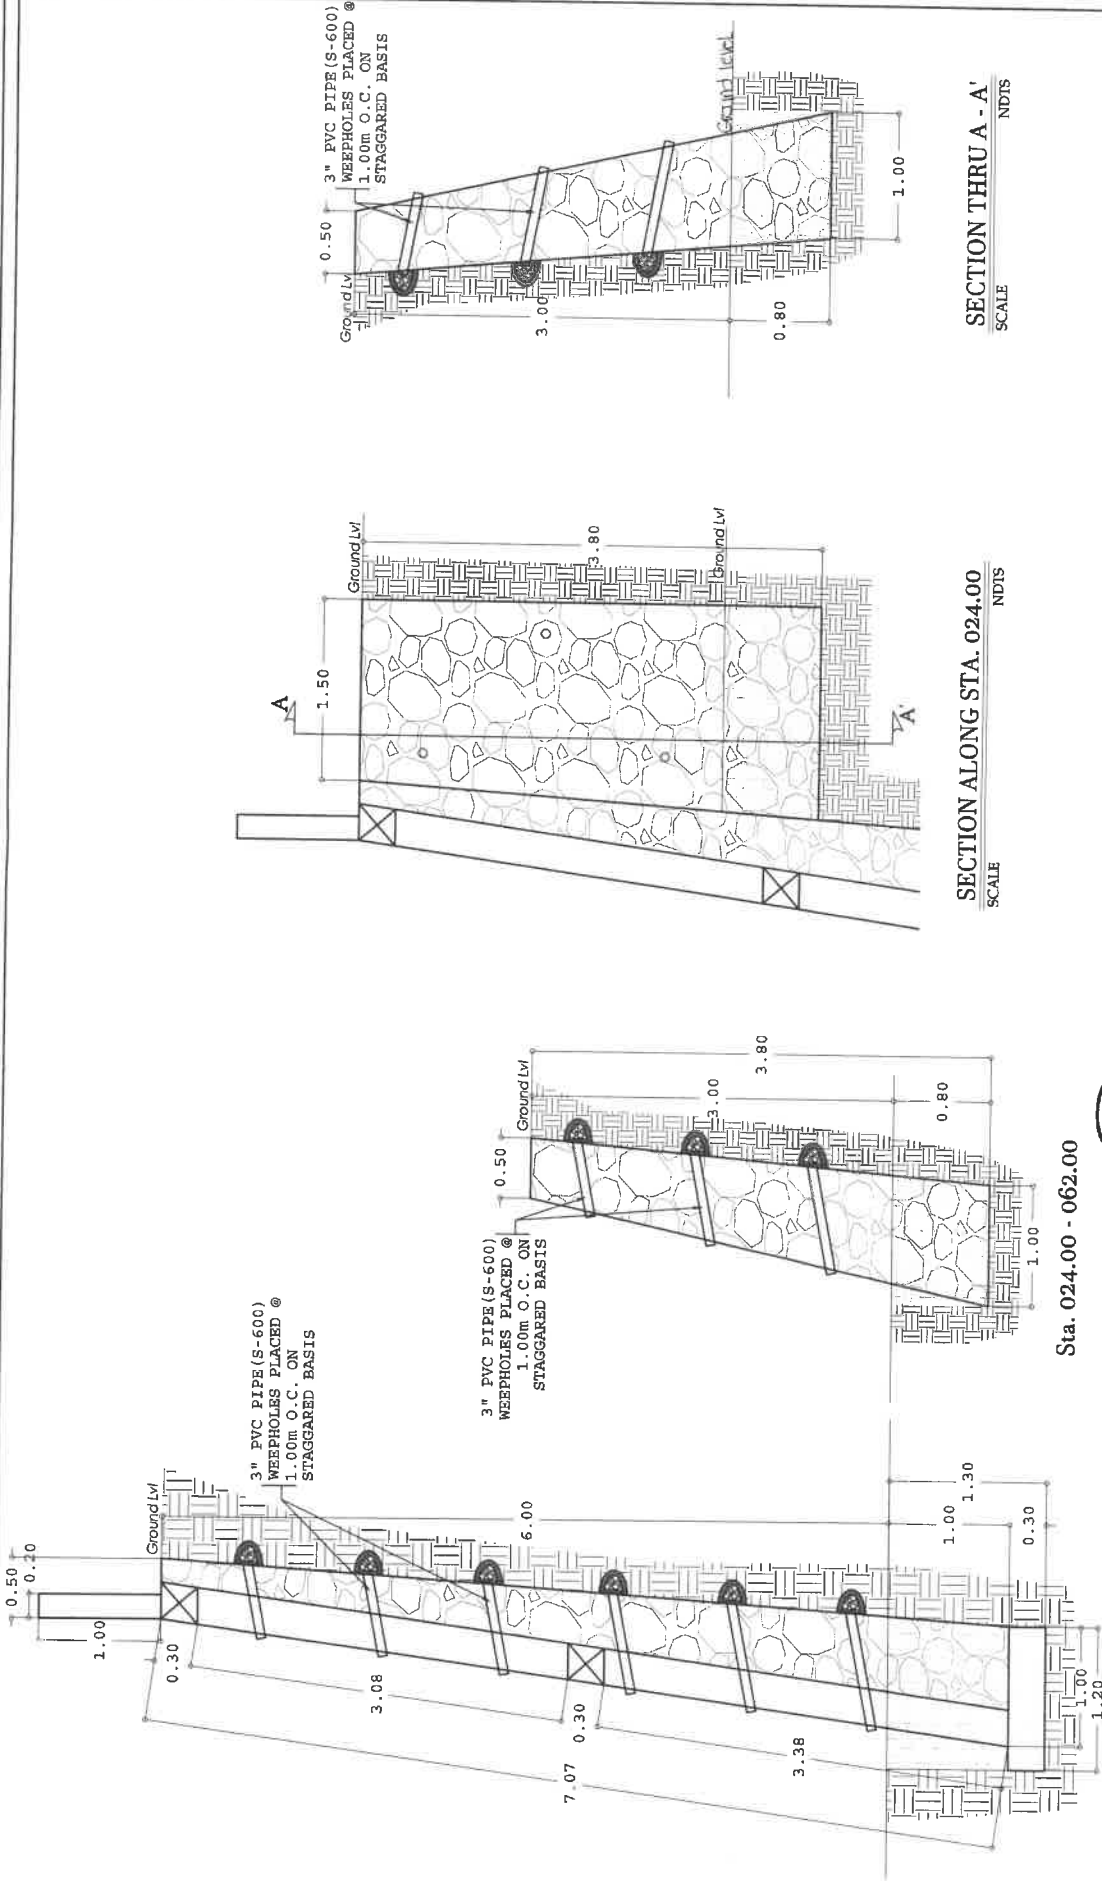 0.50
0.20
1.00
0.30
3.08
0.30
7.07
3.38
Ground Lvl
3" PVC PIPE(S-600)
WEEPHOLES PLACED @
1.00m O.C. ON
STAGGARED BASIS
6.00
1.00
1.30
0.30
1.00
1.20
3" PVC PIPE(S-600)
WEEPHOLES PLACED @
1.00m O.C. ON
STAGGARED BASIS
0.50
Ground Lvl
3.00
3.80
0.80
1.00
Sta. 024.00 - 062.00
A
1.50
Ground Lvl
3.80
Ground Lvl
A'
SECTION ALONG STA. 024.00
SCALE
NDTS
3" PVC PIPE(S-600)
WEEPHOLES PLACED @
1.00m O.C. ON
STAGGARED BASIS
0.50
Ground Lvl
3.00
Ground Level
0.80
1.00
SECTION THRU A - A'
SCALE
NDTS